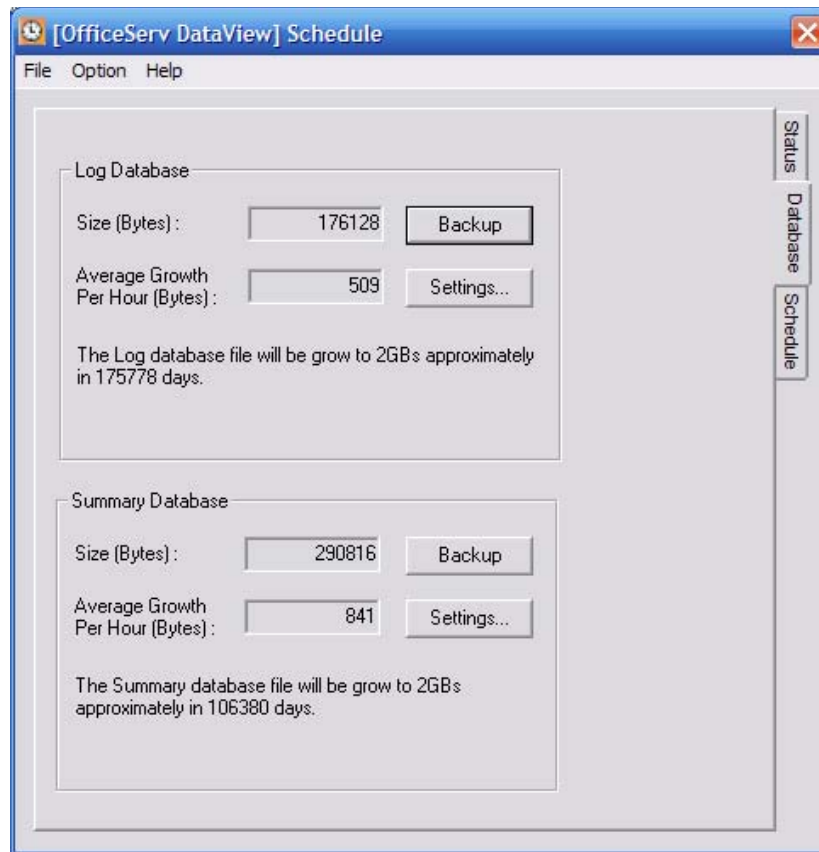 [OfficeServ DataView] Schedule
File Option Help
Status
Database
Schedule
Log Database
Size (Bytes) : 176128 Backup
Average Growth
Per Hour (Bytes) : 509 Settings...
The Log database file will be grow to 2GBs approximately
in 175778 days.
Summary Database
Size (Bytes) : 290816 Backup
Average Growth
Per Hour (Bytes) : 841 Settings...
The Summary database file will be grow to 2GBs
approximately in 106380 days.